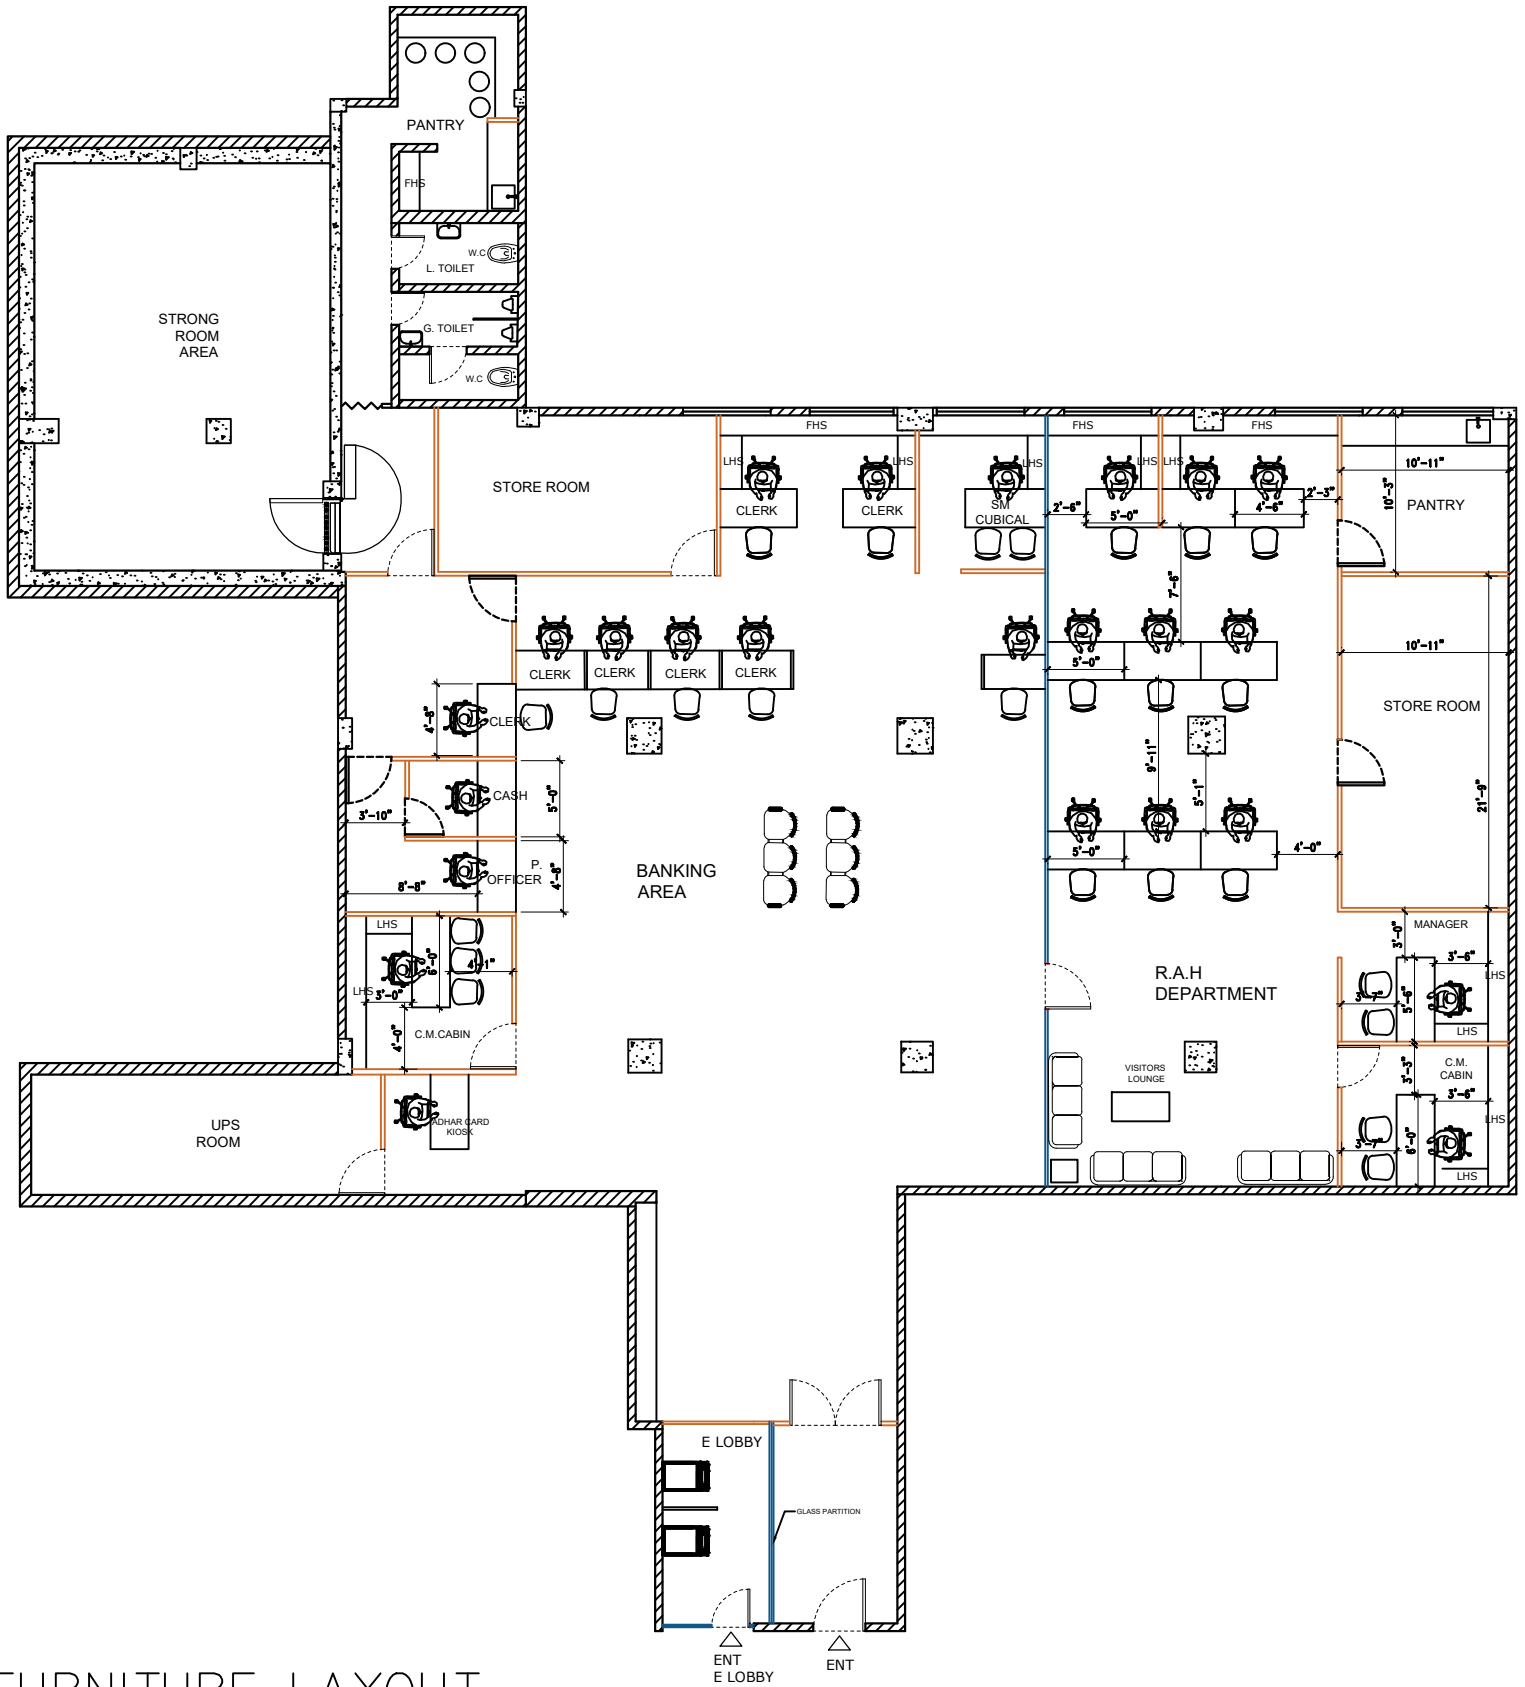 PANTRY
FHS
W.C
L. TOILET
G. TOILET
W.C
STRONG
ROOM
AREA
STORE ROOM
FHS
FHS
FHS
LHS
LHS
LHS
LHS
LHS
CLERK
CLERK
SM
CUBICAL
2'-6"
5'-0"
4'-6"
2'-3"
10'-3"
10'-11"
PANTRY
7'-6"
CLERK
CLERK
CLERK
CLERK
5'-0"
10'-11"
STORE ROOM
21'-9"
4'-8"
CLERK
9'-11"
5'-1"
CASH
5'-0"
3'-10"
P.
OFFICER
4'-8"
8'-8"
BANKING
AREA
5'-0"
4'-0"
LHS
6'-0"
4'-1"
LHS
3'-0"
4'-0"
C.M.CABIN
R.A.H
DEPARTMENT
MANAGER
3'-0"
3'-6"
LHS
3'-7"
5'-6"
LHS
VISITORS
LOUNGE
3'-3"
C.M.
CABIN
3'-6"
LHS
3'-7"
6'-0"
LHS
UPS
ROOM
ADHAR CARD
KIOSK
E LOBBY
GLASS PARTITION
ENT
E LOBBY
ENT
FURNITURE LAYOUT